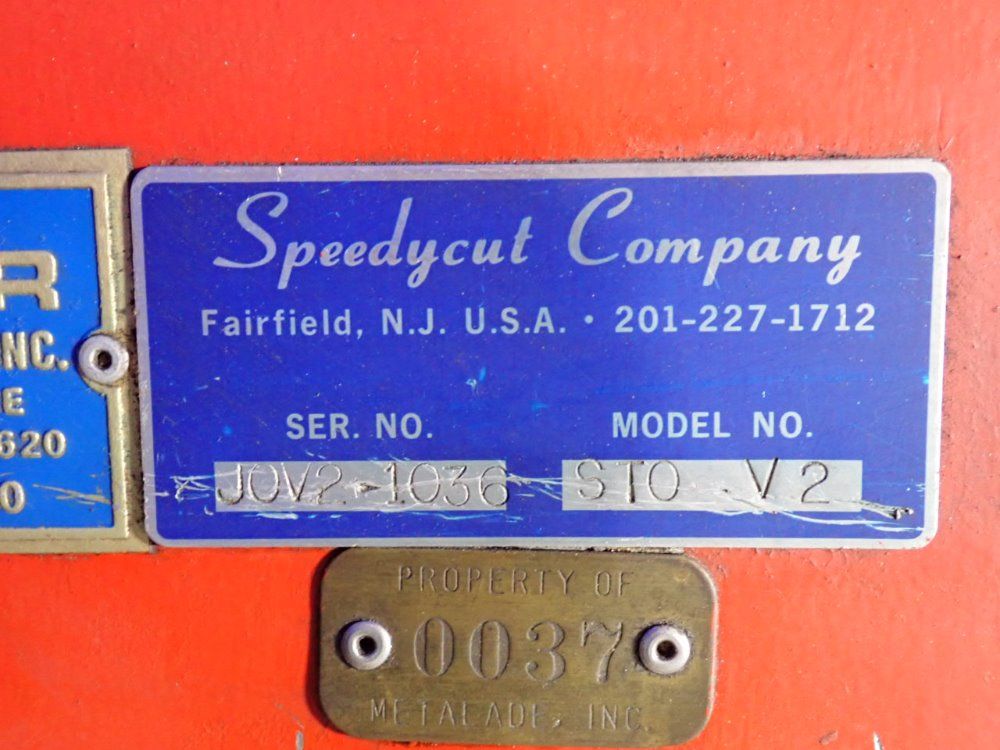 R
INC.
E
620
0
Speedycut Company
Fairfield, N.J. U.S.A. • 201-227-1712
SER. NO. MODEL NO.
JOV2-1036 STO V2
PROPERTY OF
0037
METALADE, INC.